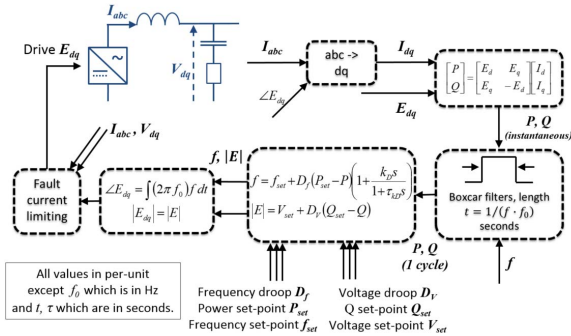 I_abc
Drive E_dq
V_dq
I_abc
∠E_dq
abc ->
dq
I_dq
E_dq
[P Q] = [E_d E_q; E_q −E_d][I_d I_q]
P, Q
(instantaneous)
I_abc, V_dq
f, |E|
Fault
current
limiting
∠E_dq = ∫(2π f_0) f dt
|E_dq| = |E|
f = f_set + D_f (P_set − P)(1 + k_D s / (1 + τ_kD s))
|E| = V_set + D_V (Q_set − Q)
Boxcar filters, length
t = 1/(f · f_0)
seconds
P, Q
(1 cycle)
f
All values in per-unit
except f_0 which is in Hz
and t, τ which are in seconds.
Frequency droop D_f
Power set-point P_set
Frequency set-point f_set
Voltage droop D_V
Q set-point Q_set
Voltage set-point V_set